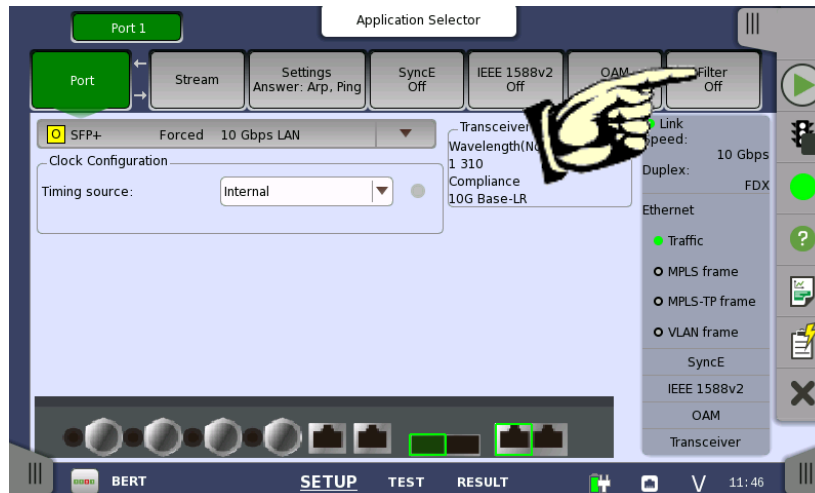 Port 1
Application Selector
Port
Stream
Settings
Answer: Arp, Ping
SyncE
Off
IEEE 1588v2
Off
OAM
Filter
Off
O SFP+ Forced 10 Gbps LAN
Clock Configuration
Timing source:
Internal
Transceiver
1 310
Compliance
10G Base-LR
Link
10 Gbps
Duplex:
FDX
Ethernet
Traffic
MPLS frame
MPLS-TP frame
VLAN frame
SyncE
IEEE 1588v2
OAM
Transceiver
BERT
SETUP
TEST
RESULT
V
11:46